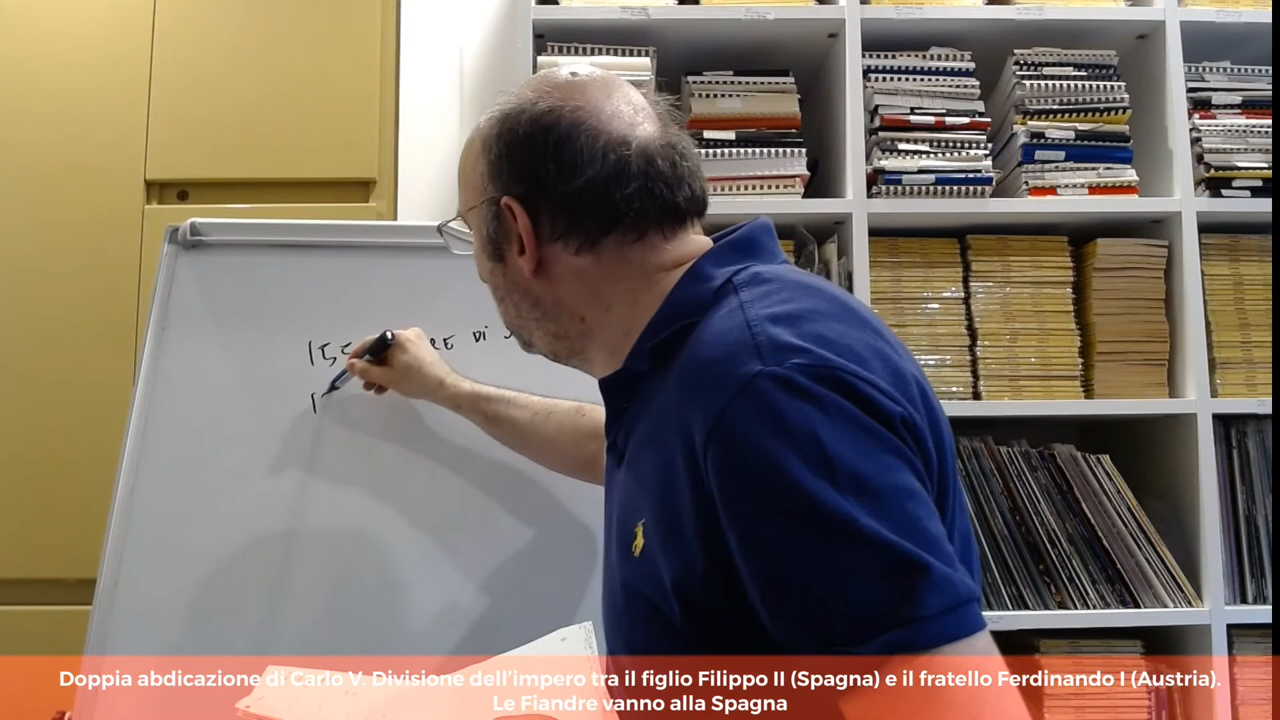 DI
Doppia abdicazione di Carlo V. Divisione dell'impero tra il figlio Filippo II (Spagna) e il fratello Ferdinando I (Austria).
Le Fiandre vanno alla Spagna